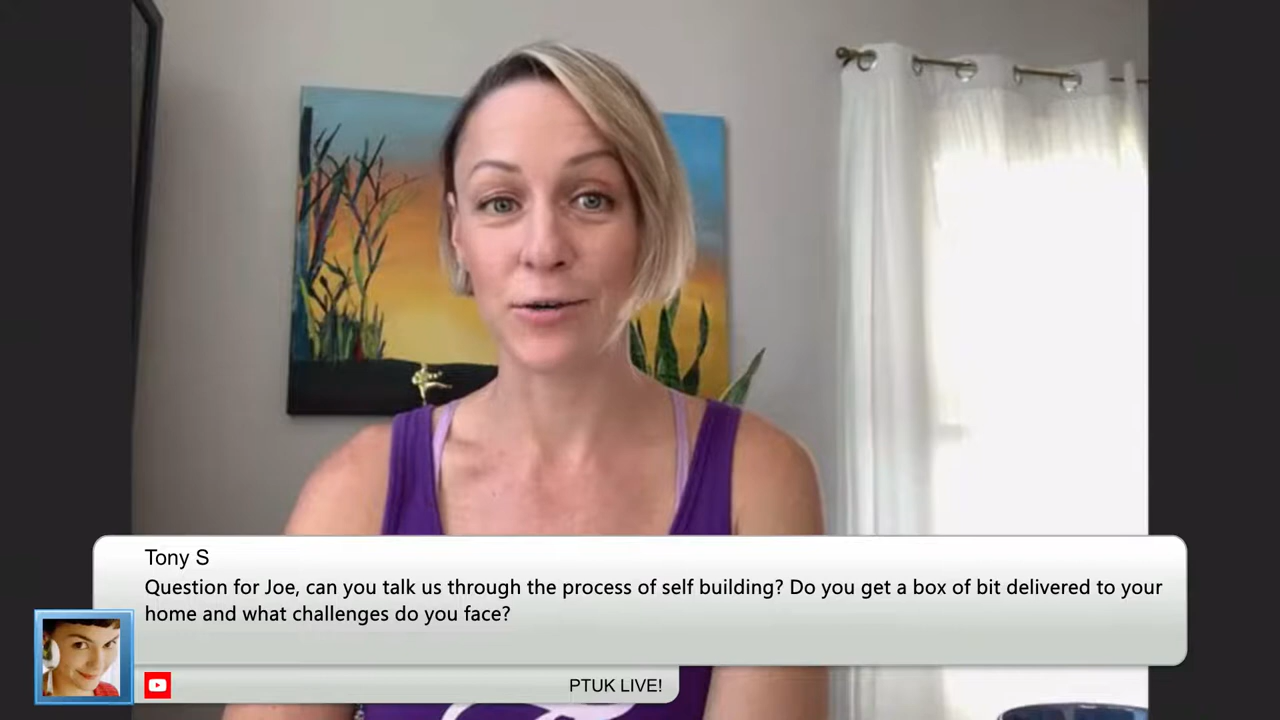 Tony S
Question for Joe, can you talk us through the process of self building? Do you get a box of bit delivered to your
home and what challenges do you face?
PTUK LIVE!